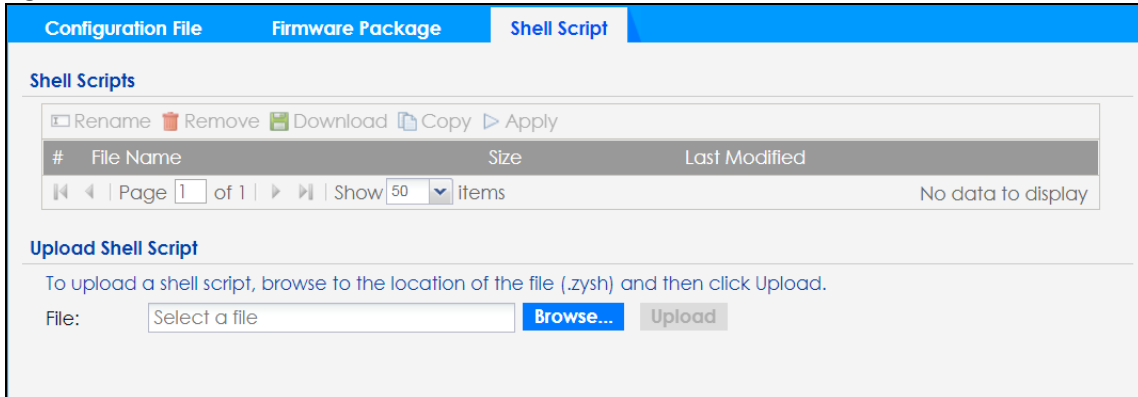 Configuration File Firmware Package Shell Script
Shell Scripts
Rename Remove Download Copy Apply
# File Name Size Last Modified
Page 1 of 1 Show 50 items No data to display
Upload Shell Script
To upload a shell script, browse to the location of the file (.zysh) and then click Upload.
File: Select a file Browse... Upload